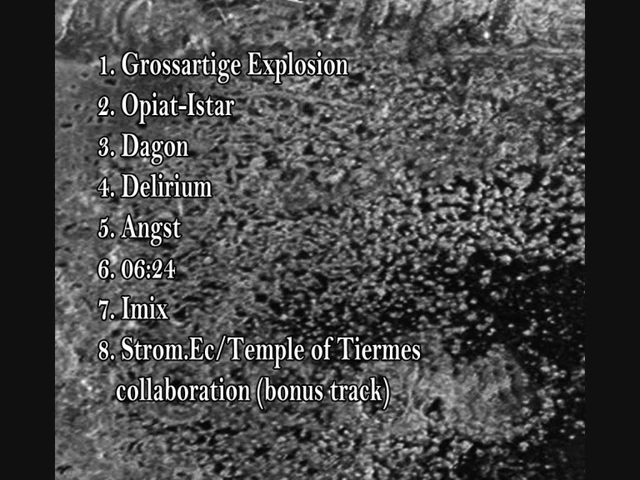 1. Grossartige Explosion
2. Opiat-Istar
3. Dagon
4. Delirium
5. Angst
6. 06:24
7. Imix
8. Strom.Ec/Temple of Tiermes
collaboration (bonus track)